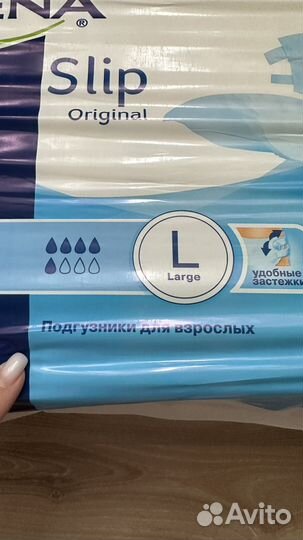 ENA®
Slip
Original
L
Large
удобные
застежки
Подгузники для взрослых
Avito